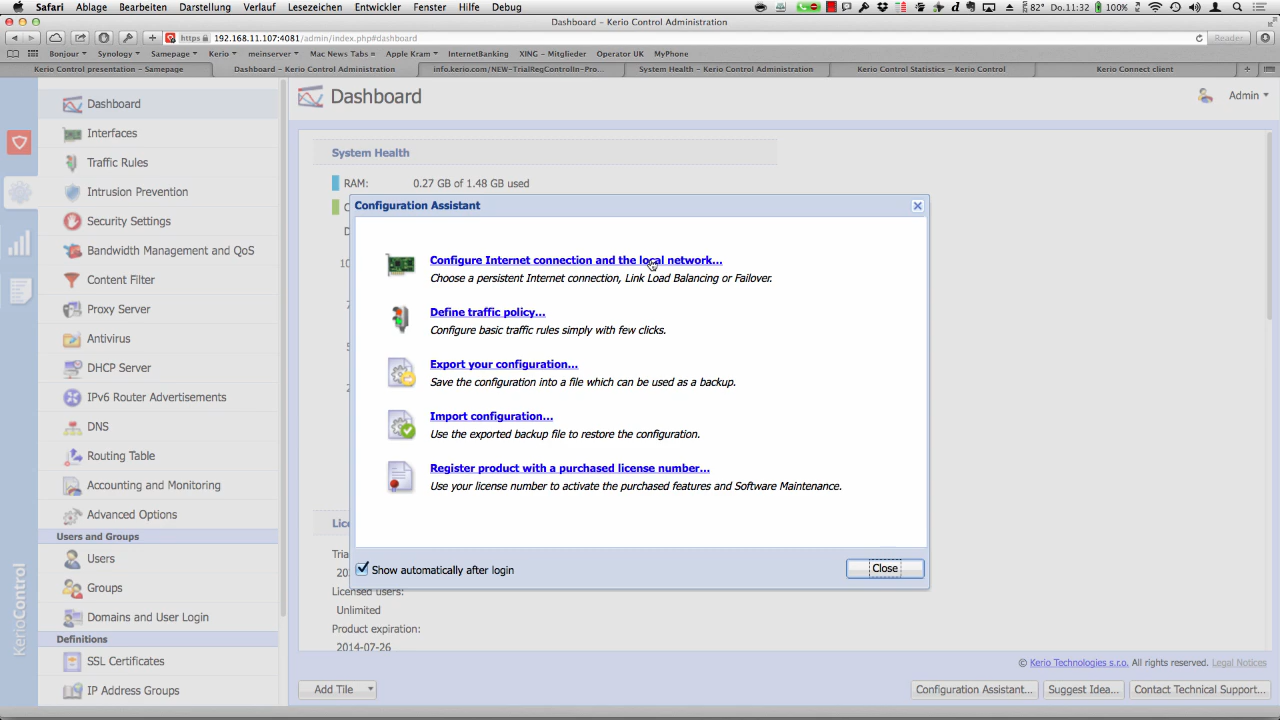 Safari Ablage Bearbeiten Darstellung Verlauf Lesezeichen Entwickler Fenster Hilfe Debug 82° Do.11:32 100%
Dashboard – Kerio Control Administration
https 192.168.11.107:4081/admin/index.php#dashboard Reader
Bonjour Synology Samepage Kerio meinserver Mac News Tabs Apple Kram InternetBanking XING – Mitglieder Operator UK MyPhone
Kerio Control presentation – Samepage Dashboard – Kerio Control Administration info.kerio.com/NEW-TrialRegControlIn-Pro... System Health – Kerio Control Administration Kerio Control Statistics – Kerio Control Kerio Connect client
KerioControl
Dashboard
Interfaces
Traffic Rules
Intrusion Prevention
Security Settings
Bandwidth Management and QoS
Content Filter
Proxy Server
Antivirus
DHCP Server
IPv6 Router Advertisements
DNS
Routing Table
Accounting and Monitoring
Advanced Options
Users and Groups
Users
Groups
Domains and User Login
Definitions
SSL Certificates
IP Address Groups
Dashboard
Admin
System Health
RAM: 0.27 GB of 1.48 GB used
Configuration Assistant
Configure Internet connection and the local network...
Choose a persistent Internet connection, Link Load Balancing or Failover.
Define traffic policy...
Configure basic traffic rules simply with few clicks.
Export your configuration...
Save the configuration into a file which can be used as a backup.
Import configuration...
Use the exported backup file to restore the configuration.
Register product with a purchased license number...
Use your license number to activate the purchased features and Software Maintenance.
Show automatically after login
Close
Licensed users:
Unlimited
Product expiration:
2014-07-26
© Kerio Technologies s.r.o. All rights reserved. Legal Notices
Add Tile
Configuration Assistant... Suggest Idea... Contact Technical Support...